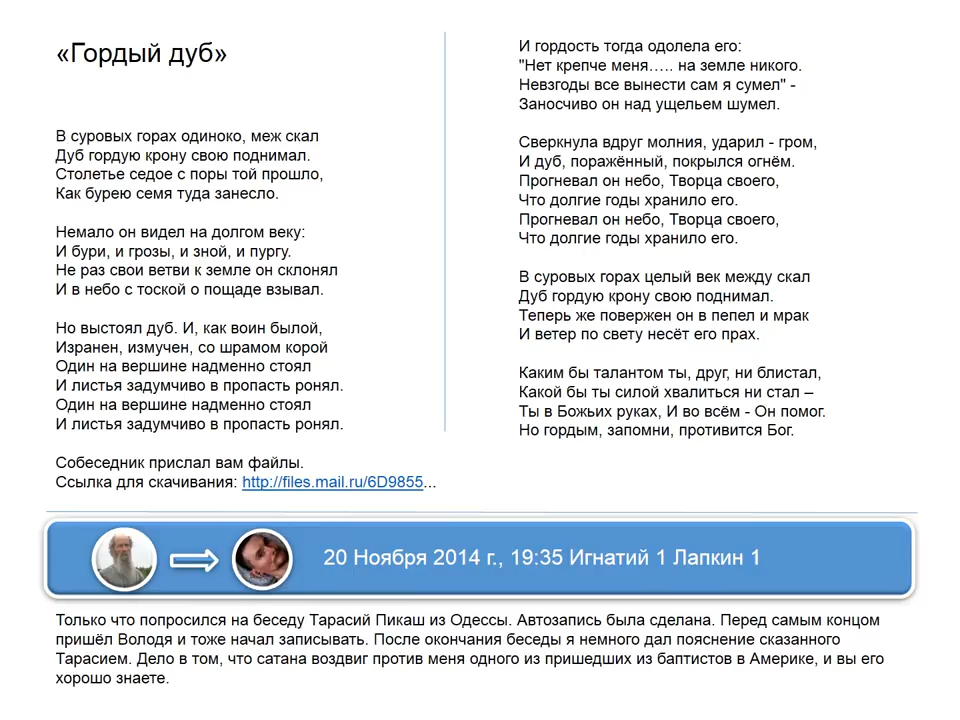 «Гордый дуб»
В суровых горах одиноко, меж скал
Дуб гордую крону свою поднимал.
Столетье седое с поры той прошло,
Как бурею семя туда занесло.
Немало он видел на долгом веку:
И бури, и грозы, и зной, и пургу.
Не раз свои ветви к земле он склонял
И в небо с тоской о пощаде взывал.
Но выстоял дуб. И, как воин былой,
Изранен, измучен, со шрамом корой
Один на вершине надменно стоял
И листья задумчиво в пропасть ронял.
Один на вершине надменно стоял
И листья задумчиво в пропасть ронял.
Собеседник прислал вам файлы.
Ссылка для скачивания: http://files.mail.ru/6D9855...
И гордость тогда одолела его:
"Нет крепче меня….. на земле никого.
Невзгоды все вынести сам я сумел" -
Заносчиво он над ущельем шумел.
Сверкнула вдруг молния, ударил - гром,
И дуб, поражённый, покрылся огнём.
Прогневал он небо, Творца своего,
Что долгие годы хранило его.
Прогневал он небо, Творца своего,
Что долгие годы хранило его.
В суровых горах целый век между скал
Дуб гордую крону свою поднимал.
Теперь же повержен он в пепел и мрак
И ветер по свету несёт его прах.
Каким бы талантом ты, друг, ни блистал,
Какой бы ты силой хвалиться ни стал –
Ты в Божьих руках, И во всём - Он помог.
Но гордым, запомни, противится Бог.
20 Ноября 2014 г., 19:35 Игнатий 1 Лапкин 1
Только что попросился на беседу Тарасий Пикаш из Одессы. Автозапись была сделана. Перед самым концом
пришёл Володя и тоже начал записывать. После окончания беседы я немного дал пояснение сказанного
Тарасием. Дело в том, что сатана воздвиг против меня одного из пришедших из баптистов в Америке, и вы его
хорошо знаете.